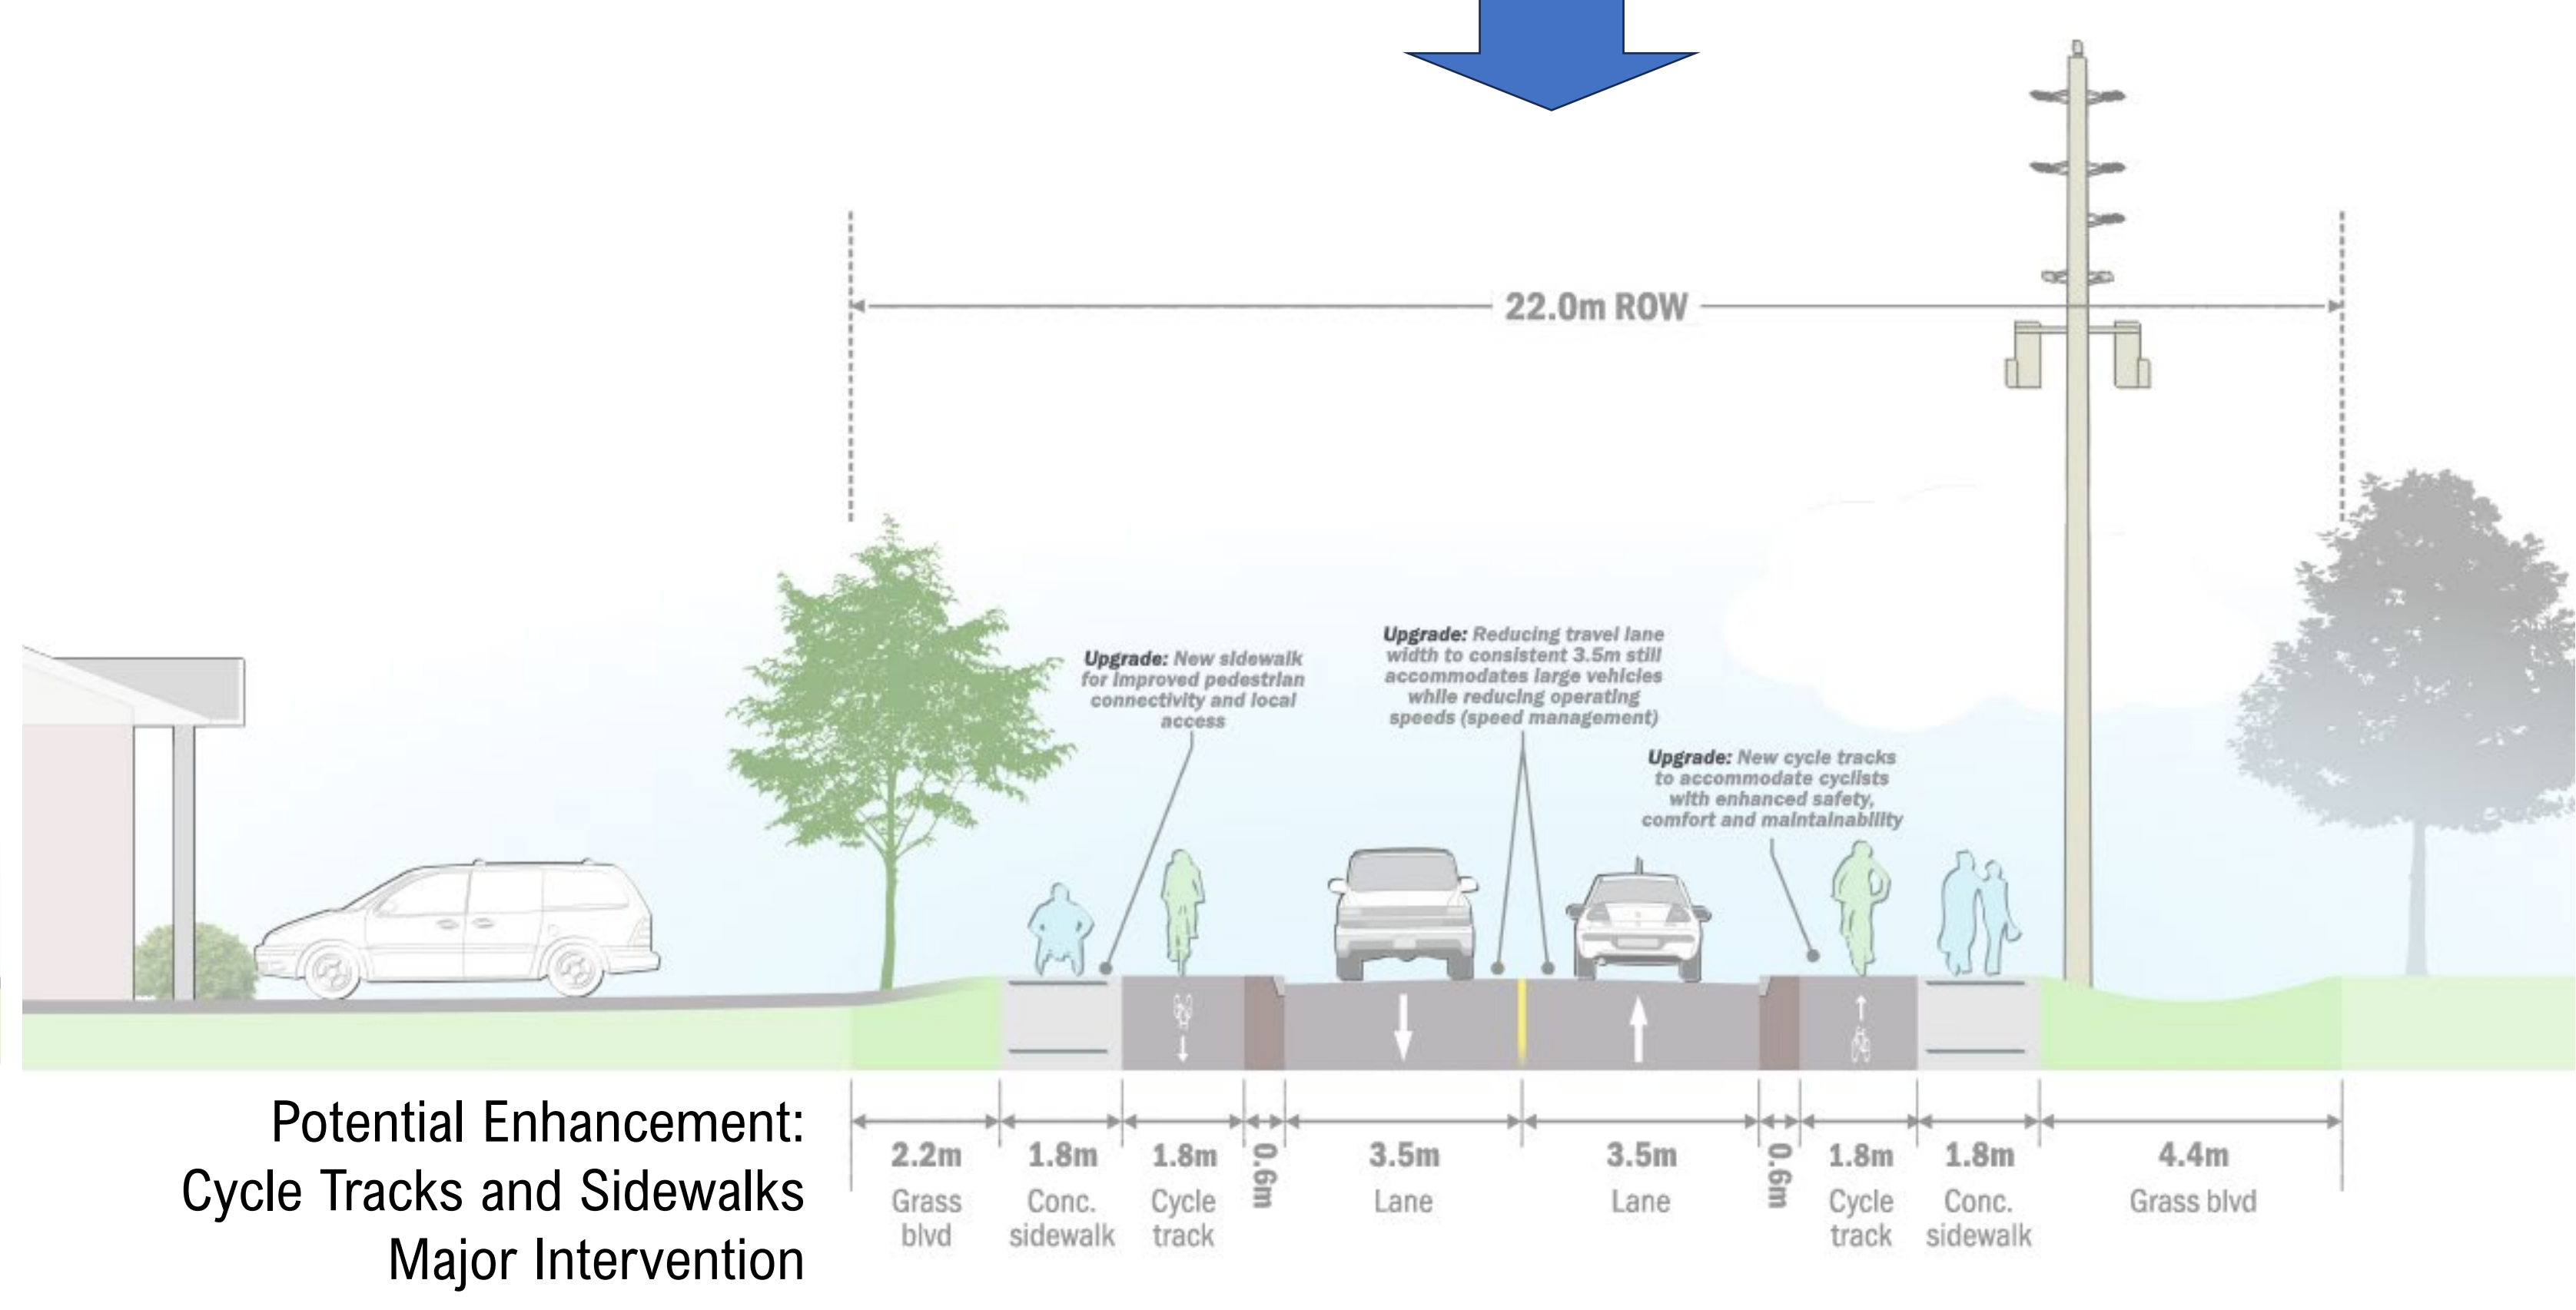 22.0m ROW
Upgrade: New sidewalk
for improved pedestrian
connectivity and local
access
Upgrade: Reducing travel lane
width to consistent 3.5m still
accommodates large vehicles
while reducing operating
speeds (speed management)
Upgrade: New cycle tracks
to accommodate cyclists
with enhanced safety,
comfort and maintainability
Potential Enhancement:
Cycle Tracks and Sidewalks
Major Intervention
2.2m
Grass
blvd
1.8m
Conc.
sidewalk
1.8m
Cycle
track
0.6m
3.5m
Lane
3.5m
Lane
0.6m
1.8m
Cycle
track
1.8m
Conc.
sidewalk
4.4m
Grass blvd